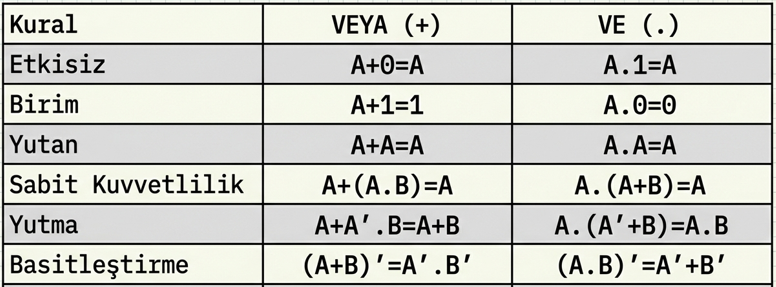 Kural VEYA (+) VE (.)
Etkisiz A+0=A A.1=A
Birim A+1=1 A.0=0
Yutan A+A=A A.A=A
Sabit Kuvvetlilik A+(A.B)=A A.(A+B)=A
Yutma A+A′.B=A+B A.(A′+B)=A.B
Basitleştirme (A+B)′=A′.B′ (A.B)′=A′+B′